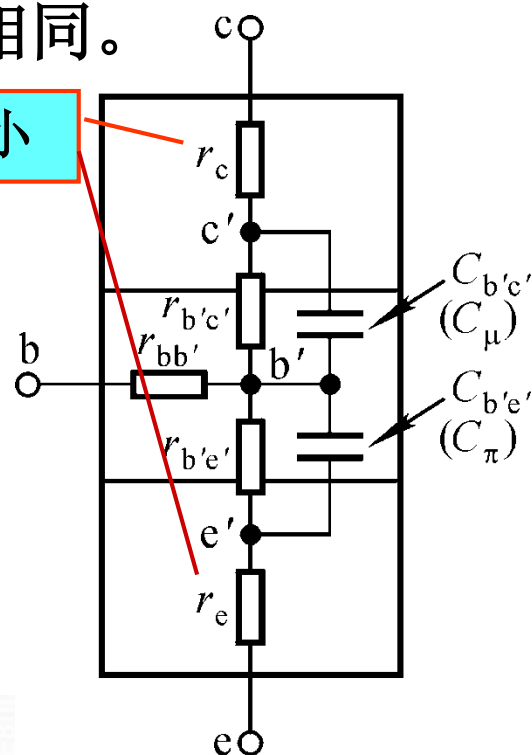 相同。
c
小
r_c
c′
C_b′c′
(C_μ)
r_b′c′
b
r_bb′
b′
C_b′e′
(C_π)
r_b′e′
e′
r_e
e